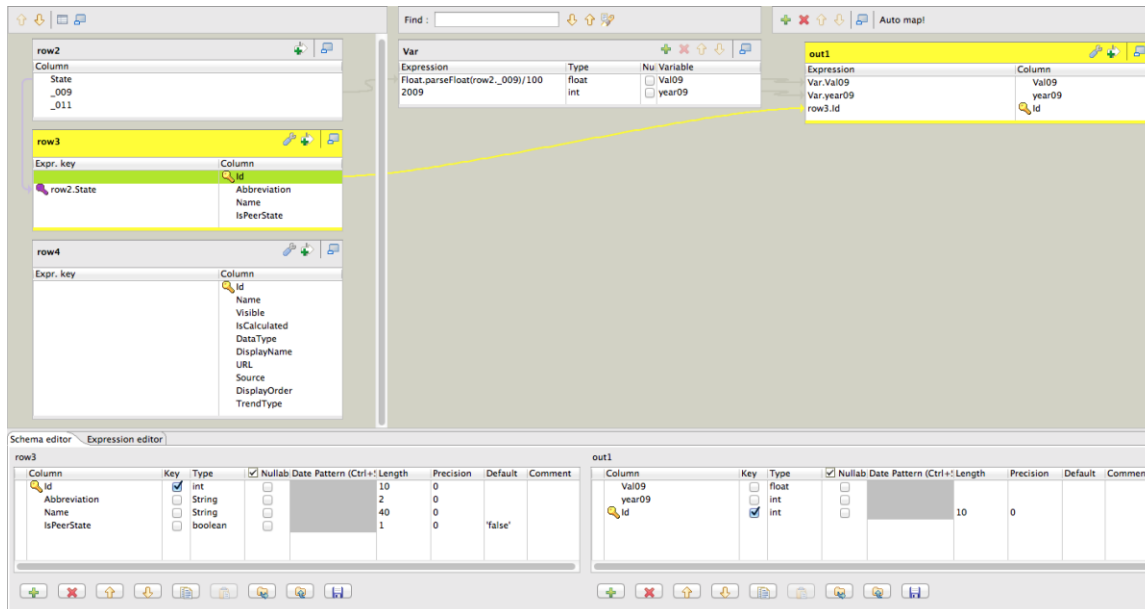 Find :
Auto map!
row2
Column
State
_009
_011
row3
Expr. key Column
Id
row2.State Abbreviation
Name
IsPeerState
row4
Expr. key Column
Id
Name
Visible
IsCalculated
DataType
DisplayName
URL
Source
DisplayOrder
TrendType
Var
Expression Type Nu Variable
Float.parseFloat(row2._009)/100 float Val09
2009 int year09
out1
Expression Column
Var.Val09 Val09
Var.year09 year09
row3.Id Id
Schema editor Expression editor
row3
Column Key Type Nullab Date Pattern (Ctrl+ Length Precision Default Comment
Id int 10 0
Abbreviation String 2 0
Name String 40 0
IsPeerState boolean 1 0 'false'
out1
Column Key Type Nullab Date Pattern (Ctrl+ Length Precision Default Commen
Val09 float
year09 int
Id int 10 0